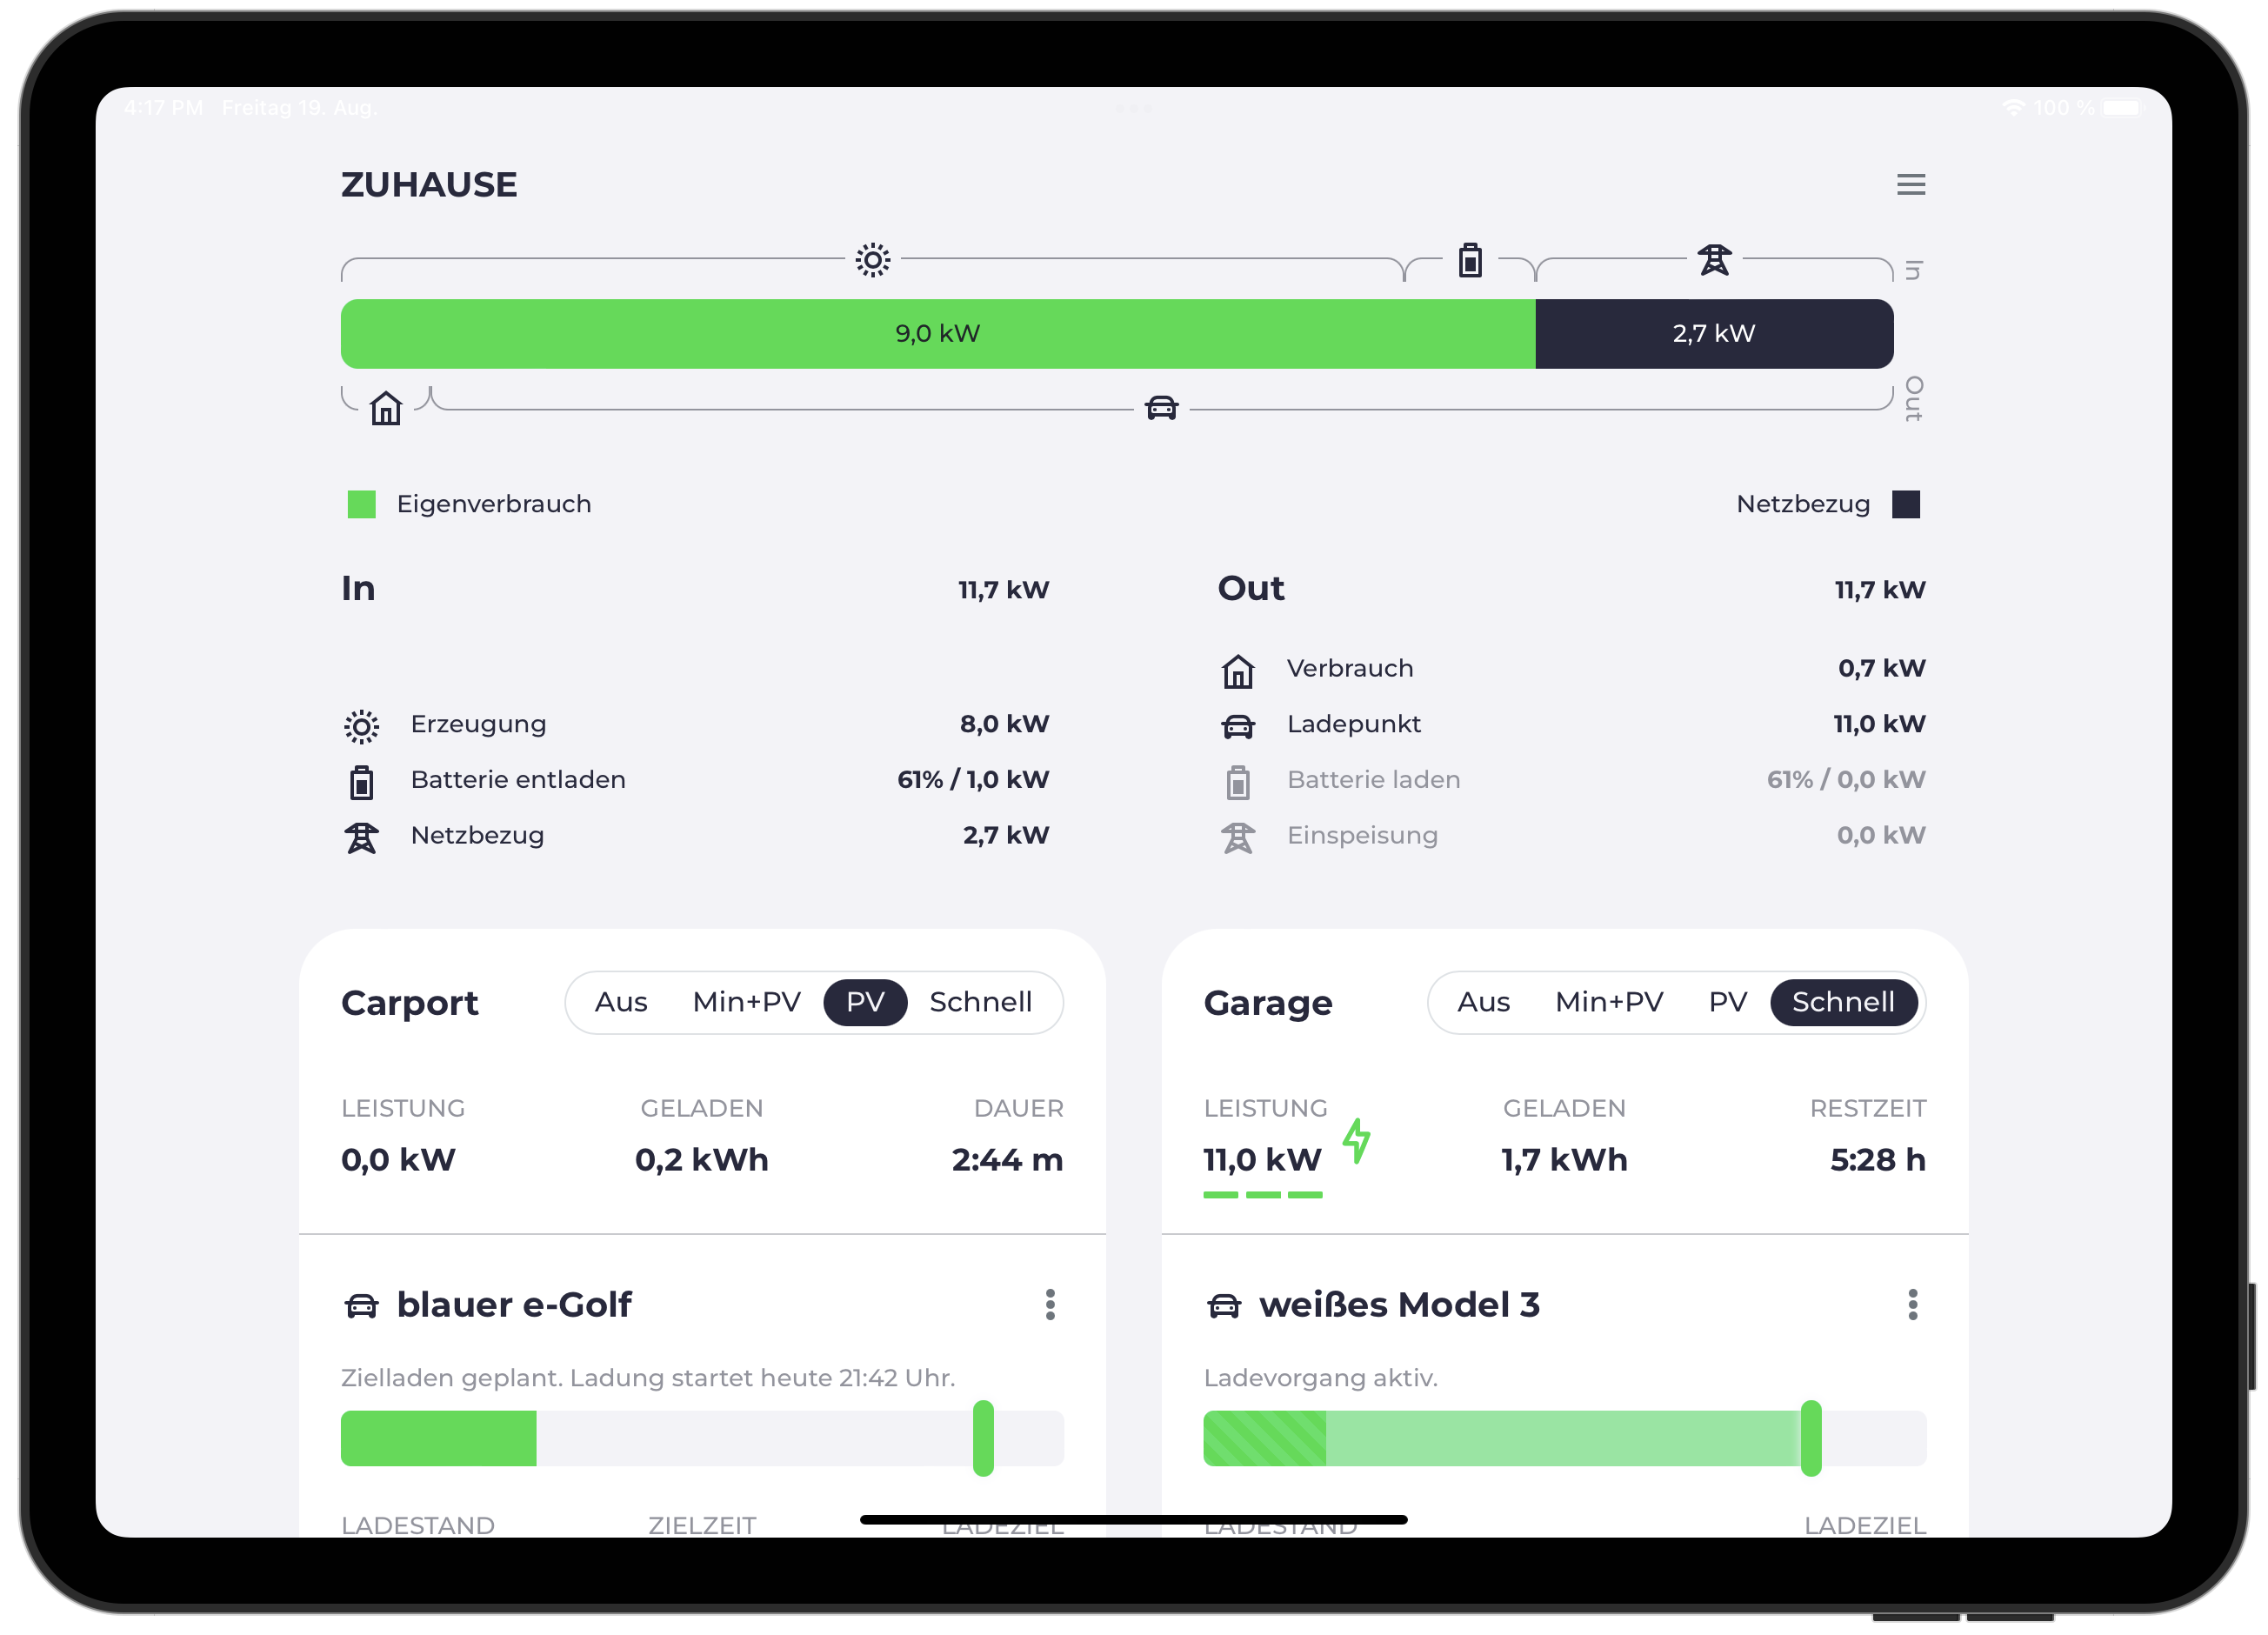 4:17 PM Freitag 19. Aug.
100 %
ZUHAUSE
In
9,0 kW
2,7 kW
Out
Eigenverbrauch
Netzbezug
In
11,7 kW
Erzeugung
8,0 kW
Batterie entladen
61% / 1,0 kW
Netzbezug
2,7 kW
Out
11,7 kW
Verbrauch
0,7 kW
Ladepunkt
11,0 kW
Batterie laden
61% / 0,0 kW
Einspeisung
0,0 kW
Carport
Aus Min+PV PV Schnell
LEISTUNG GELADEN DAUER
0,0 kW 0,2 kWh 2:44 m
blauer e-Golf
Zielladen geplant. Ladung startet heute 21:42 Uhr.
LADESTAND ZIELZEIT LADEZIEL
Garage
Aus Min+PV PV Schnell
LEISTUNG GELADEN RESTZEIT
11,0 kW 1,7 kWh 5:28 h
weißes Model 3
Ladevorgang aktiv.
LADESTAND LADEZIEL